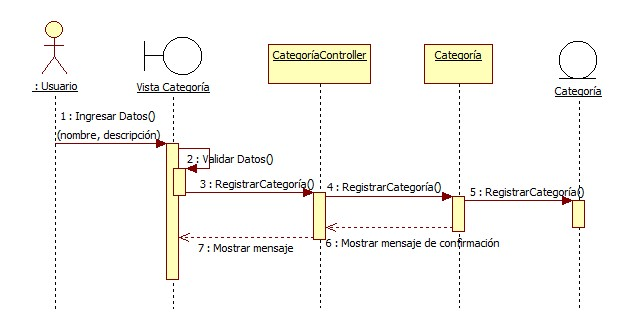 CategoríaController
Categoría
: Usuario
Vista Categoría
Categoría
1 : Ingresar Datos()
(nombre, descripción)
2 : Validar Datos()
3 : RegistrarCategoría()
4 : RegistrarCategoría()
5 : RegistrarCategoría()
6 : Mostrar mensaje de confirmación
7 : Mostrar mensaje